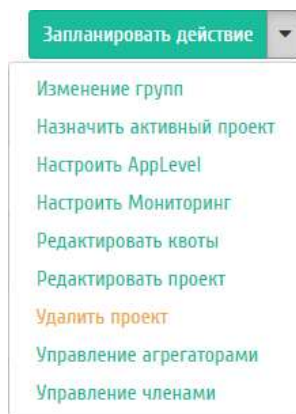 Запланировать действие
Изменение групп
Назначить активный проект
Настроить AppLevel
Настроить Мониторинг
Редактировать квоты
Редактировать проект
Удалить проект
Управление агрегаторами
Управление членами